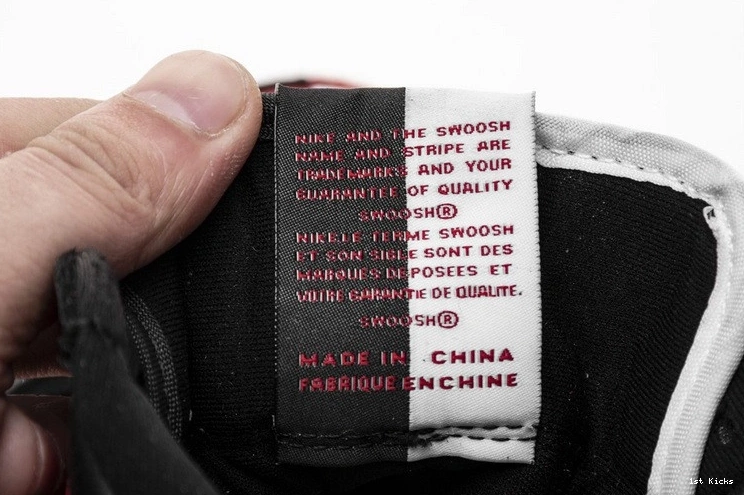 NIKE AND THE SWOOSH
NAME AND STRIPE ARE
TRADEMARKS AND YOUR
GUARANTEE OF QUALITY
SWOOSH®
NIKE.LE TERME SWOOSH
ET SON SIGLE SONT DES
MARQUES DEPOSEES ET
VOTRE GARANTIE DE QUALITE.
SWOOSH®
MADE IN CHINA
FABRIQUE EN CHINE
1st Kicks